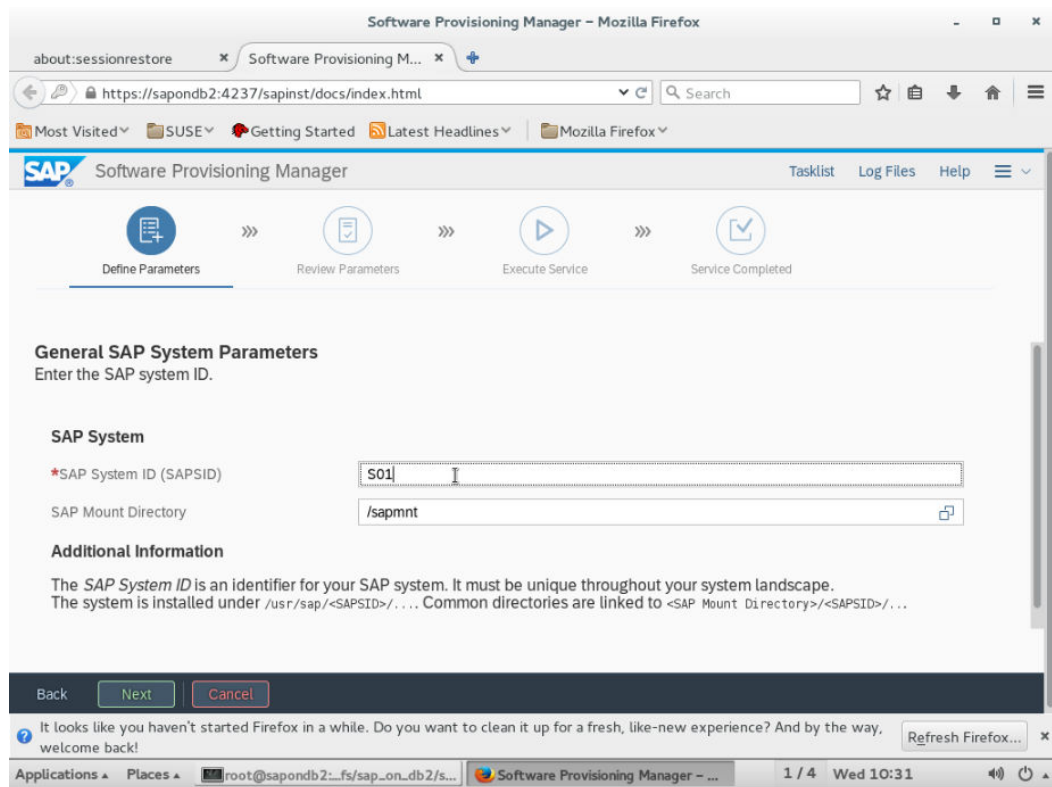 Software Provisioning Manager – Mozilla Firefox
about:sessionrestore
Software Provisioning M...
https://sapondb2:4237/sapinst/docs/index.html
Search
Most Visited
SUSE
Getting Started
Latest Headlines
Mozilla Firefox
SAP
Software Provisioning Manager
Tasklist
Log Files
Help
Define Parameters
Review Parameters
Execute Service
Service Completed
General SAP System Parameters
Enter the SAP system ID.
SAP System
*SAP System ID (SAPSID)
S01
SAP Mount Directory
/sapmnt
Additional Information
The SAP System ID is an identifier for your SAP system. It must be unique throughout your system landscape.
The system is installed under /usr/sap/<SAPSID>/.... Common directories are linked to <SAP Mount Directory>/<SAPSID>/...
Back
Next
Cancel
It looks like you haven't started Firefox in a while. Do you want to clean it up for a fresh, like-new experience? And by the way,
welcome back!
Refresh Firefox...
Applications
Places
root@sapondb2:_fs/sap_on_db2/s...
Software Provisioning Manager – ...
1 / 4
Wed 10:31